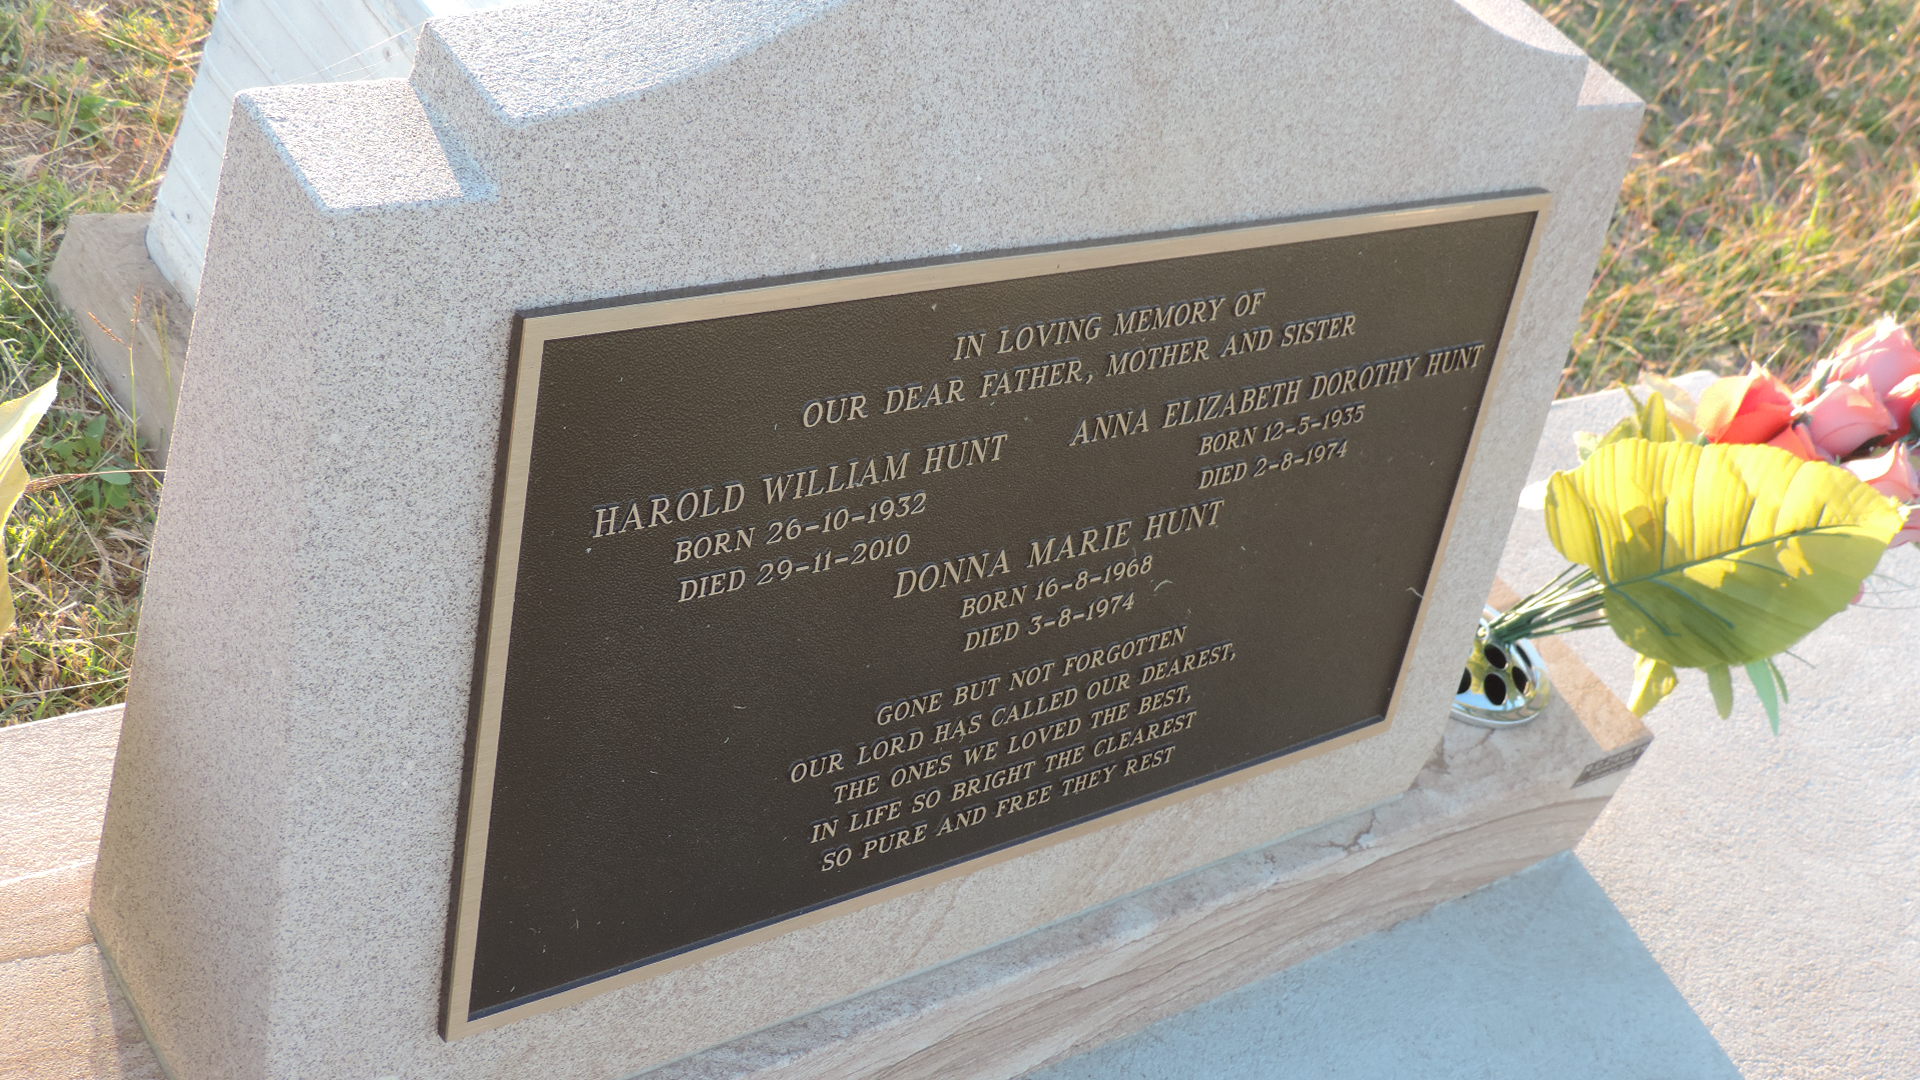 IN LOVING MEMORY OF
OUR DEAR FATHER, MOTHER AND SISTER
HAROLD WILLIAM HUNT
BORN 26-10-1932
DIED 29-11-2010
ANNA ELIZABETH DOROTHY HUNT
BORN 12-5-1935
DIED 2-8-1974
DONNA MARIE HUNT
BORN 16-8-1968
DIED 3-8-1974
GONE BUT NOT FORGOTTEN
OUR LORD HAS CALLED OUR DEAREST,
THE ONES WE LOVED THE BEST,
IN LIFE SO BRIGHT THE CLEAREST
SO PURE AND FREE THEY REST